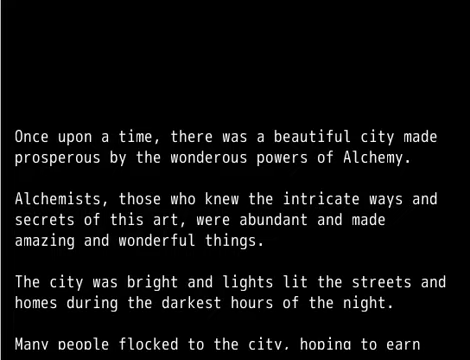 Once upon a time, there was a beautiful city made
prosperous by the wonderous powers of Alchemy.
Alchemists, those who knew the intricate ways and
secrets of this art, were abundant and made
amazing and wonderful things.
The city was bright and lights lit the streets and
homes during the darkest hours of the night.
Many people flocked to the city, hoping to earn